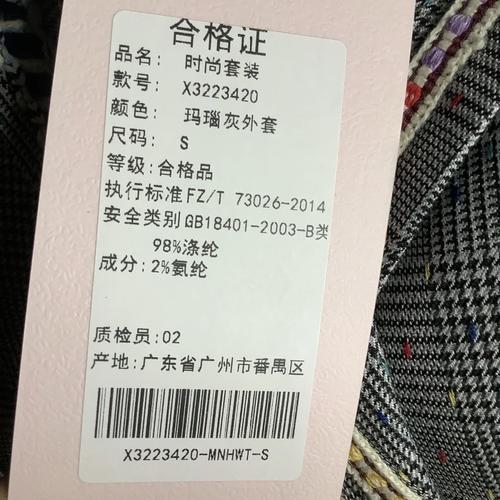 合格证
品名： 时尚套装
款号： X3223420
颜色： 玛瑙灰外套
尺码： S
等级:合格品
执行标准FZ/T 73026-2014
安全类别GB18401-2003-B类
98%涤纶
成分:2%氨纶
质检员:02
产地:广东省广州市番禺区
X3223420-MNHWT-S